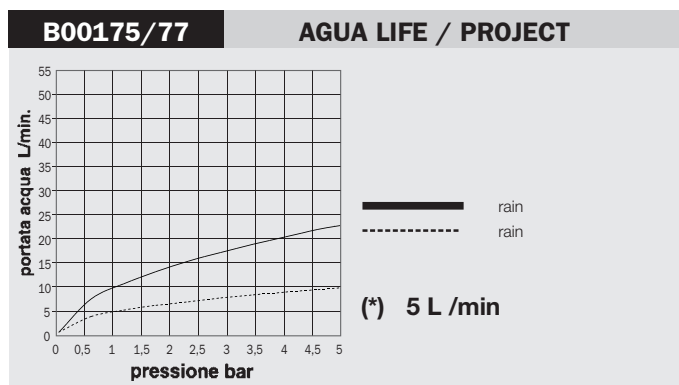 B00175/77
AGUA LIFE / PROJECT
portata acqua L/min.
55
50
45
40
35
30
25
20
15
10
5
0
0 0,5 1 1,5 2 2,5 3 3,5 4 4,5 5
pressione bar
rain
rain
(*) 5 L /min